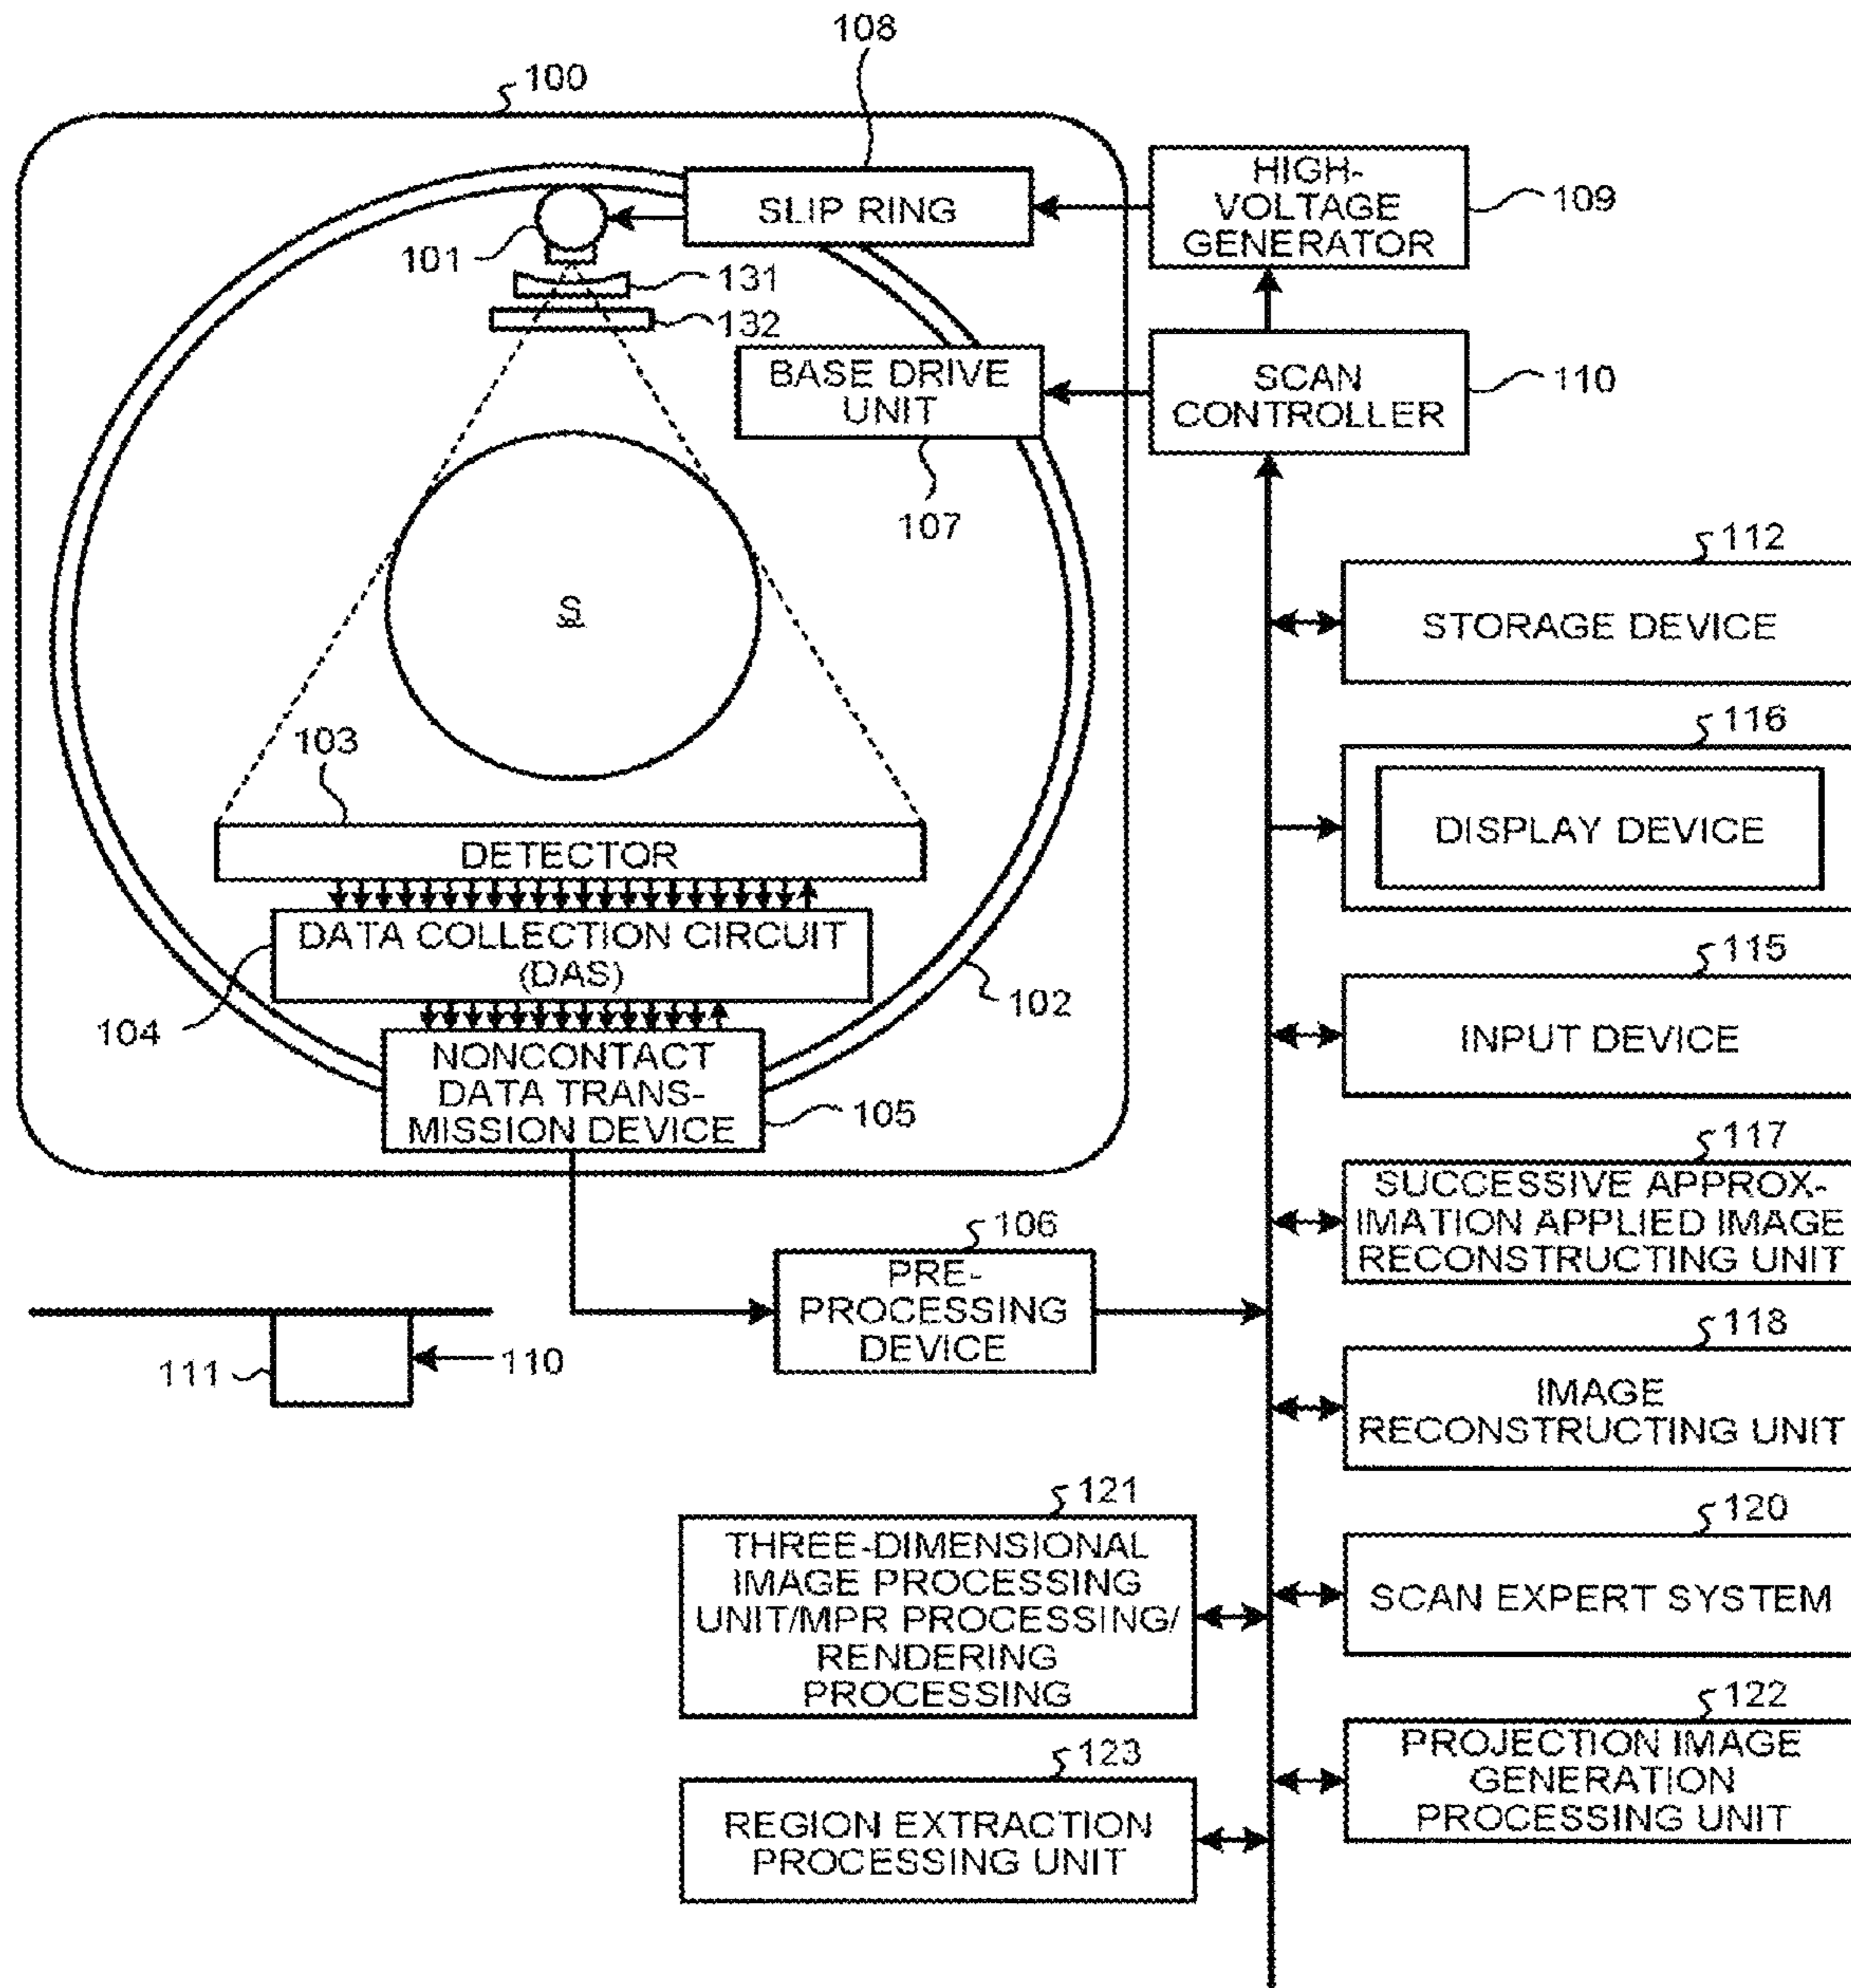 108
100
SLIP RING
HIGH-
VOLTAGE
GENERATOR
109
101
131
132
BASE DRIVE
UNIT
SCAN
CONTROLLER
110
107
112
STORAGE DEVICE
S
116
DISPLAY DEVICE
103
DETECTOR
DATA COLLECTION CIRCUIT
(DAS)
104
102
115
INPUT DEVICE
NONCONTACT
DATA TRANS-
MISSION DEVICE
105
117
SUCCESSIVE APPROX-
IMATION APPLIED IMAGE
RECONSTRUCTING UNIT
106
PRE-
PROCESSING
DEVICE
111
110
118
IMAGE
RECONSTRUCTING UNIT
121
THREE-DIMENSIONAL
IMAGE PROCESSING
UNIT/MPR PROCESSING/
RENDERING
PROCESSING
120
SCAN EXPERT SYSTEM
122
PROJECTION IMAGE
GENERATION
PROCESSING UNIT
123
REGION EXTRACTION
PROCESSING UNIT